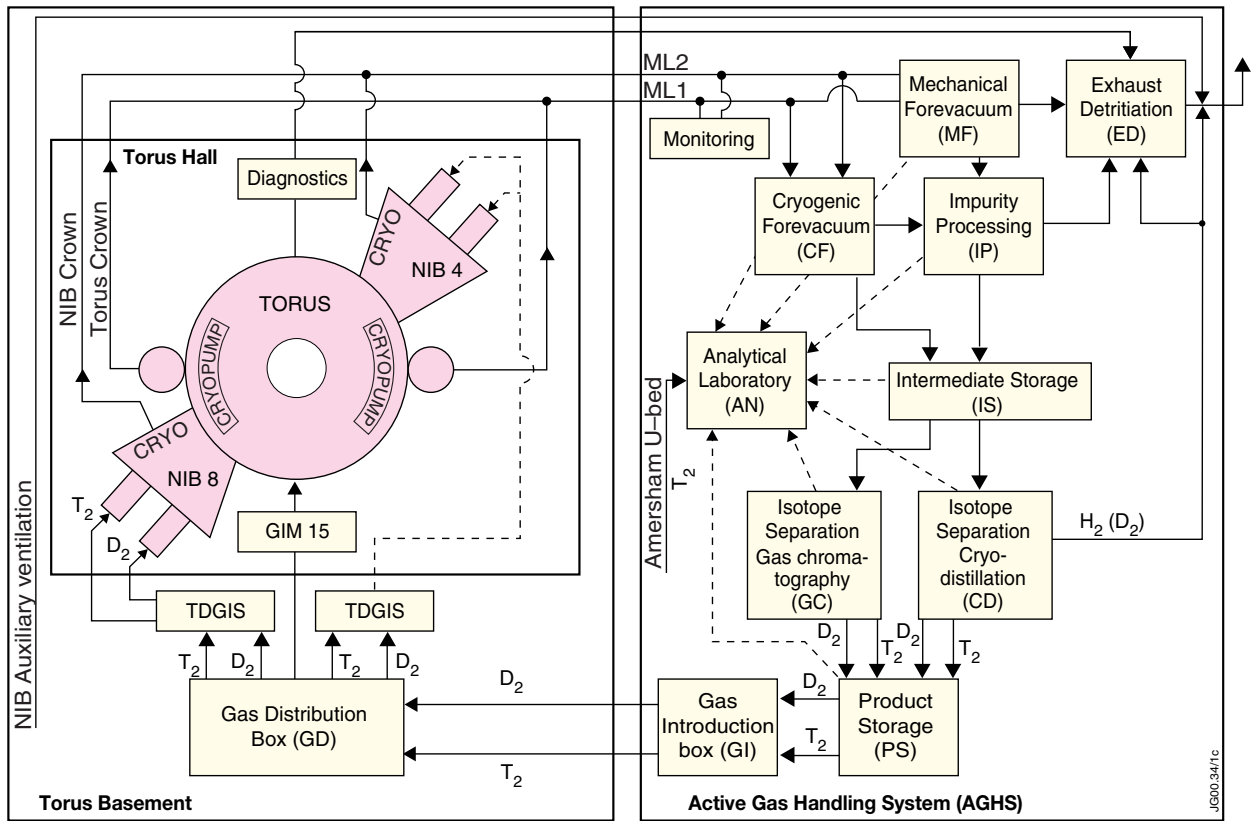 ML2
ML1
Mechanical
Forevacuum
(MF)
Exhaust
Detritiation
(ED)
Monitoring
Torus Hall
Diagnostics
NIB Crown
Torus Crown
CRYO
NIB 4
TORUS
CRYOPUMP
CRYOPUMP
CRYO
NIB 8
T2
D2
GIM 15
NIB Auxiliary ventilation
TDGIS
TDGIS
T2
D2
T2
D2
Gas Distribution
Box (GD)
D2
T2
Torus Basement
Cryogenic
Forevacuum
(CF)
Impurity
Processing
(IP)
Analytical
Laboratory
(AN)
Intermediate Storage
(IS)
Amersham U–bed
T2
Isotope
Separation
Gas chroma-
tography
(GC)
Isotope
Separation
Cryo-
distillation
(CD)
H2 (D2)
D2
T2
D2
T2
Gas
Introduction
box (GI)
D2
T2
Product
Storage
(PS)
Active Gas Handling System (AGHS)
JG00.34/1c